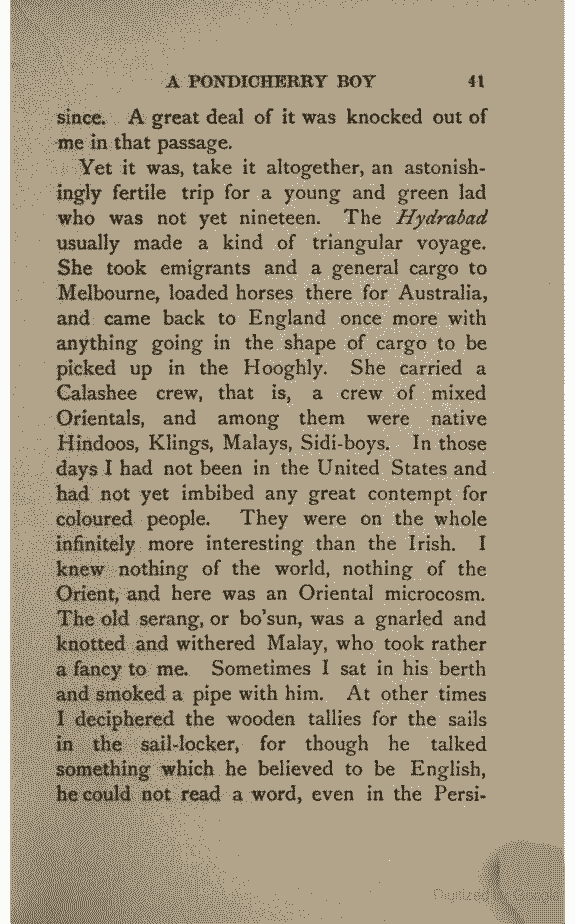 A PONDICHERRY BOY 41
since. A great deal of it was knocked out of
me in that passage.
Yet it was, take it altogether, an astonish-
ingly fertile trip for a young and green lad
who was not yet nineteen. The Hydrabad
usually made a kind of triangular voyage.
She took emigrants and a general cargo to
Melbourne, loaded horses there for Australia,
and came back to England once more with
anything going in the shape of cargo to be
picked up in the Hooghly. She carried a
Calashee crew, that is, a crew of mixed
Orientals, and among them were native
Hindoos, Klings, Malays, Sidi-boys. In those
days I had not been in the United States and
had not yet imbibed any great contempt for
coloured people. They were on the whole
infinitely more interesting than the Irish. I
knew nothing of the world, nothing of the
Orient, and here was an Oriental microcosm.
The old serang, or bo'sun, was a gnarled and
knotted and withered Malay, who took rather
a fancy to me. Sometimes I sat in his berth
and smoked a pipe with him. At other times
I deciphered the wooden tallies for the sails
in the sail-locker, for though he talked
something which he believed to be English,
he could not read a word, even in the Persi-
Digitized by Google